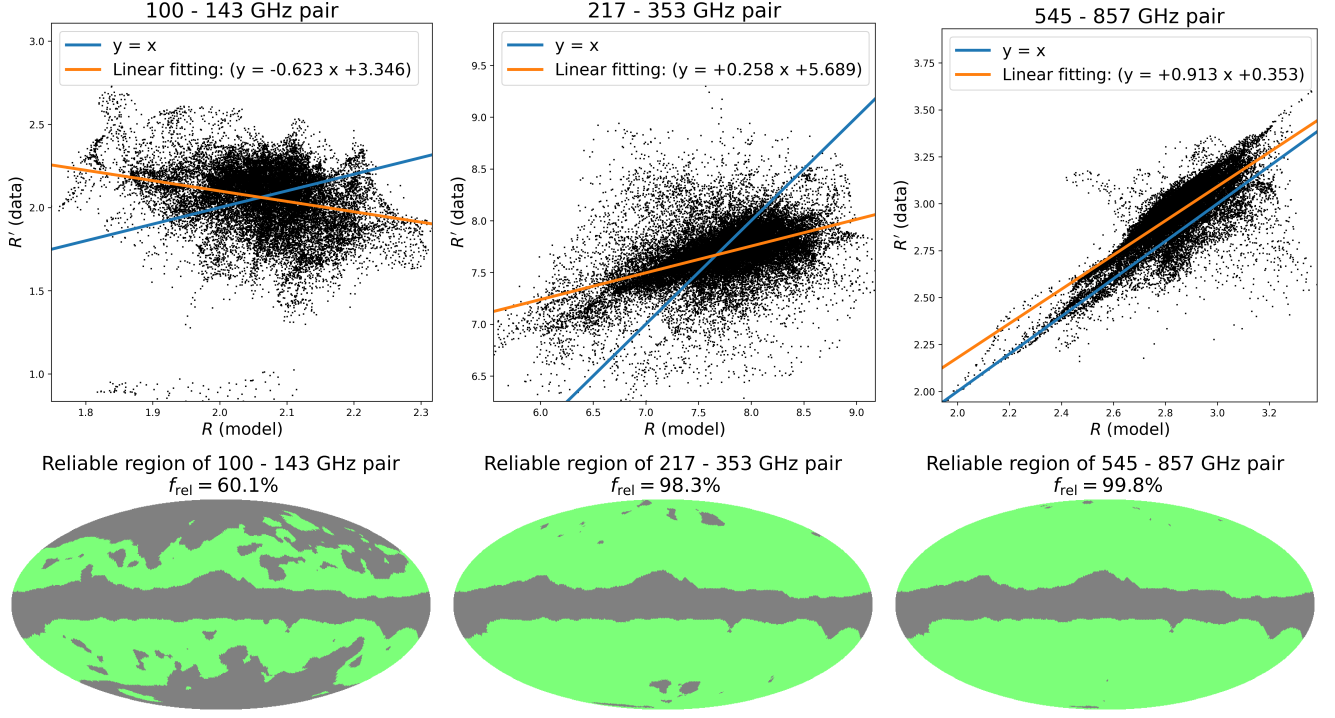 100 - 143 GHz pair
y = x
Linear fitting: (y = -0.623 x +3.346)
3.0
2.5
2.0
1.5
1.0
R′ (data)
1.8 1.9 2.0 2.1 2.2 2.3
R (model)
217 - 353 GHz pair
y = x
Linear fitting: (y = +0.258 x +5.689)
9.5
9.0
8.5
8.0
7.5
7.0
6.5
R′ (data)
6.0 6.5 7.0 7.5 8.0 8.5 9.0
R (model)
545 - 857 GHz pair
y = x
Linear fitting: (y = +0.913 x +0.353)
3.75
3.50
3.25
3.00
2.75
2.50
2.25
2.00
R′ (data)
2.0 2.2 2.4 2.6 2.8 3.0 3.2
R (model)
Reliable region of 100 - 143 GHz pair
f_rel = 60.1%
Reliable region of 217 - 353 GHz pair
f_rel = 98.3%
Reliable region of 545 - 857 GHz pair
f_rel = 99.8%